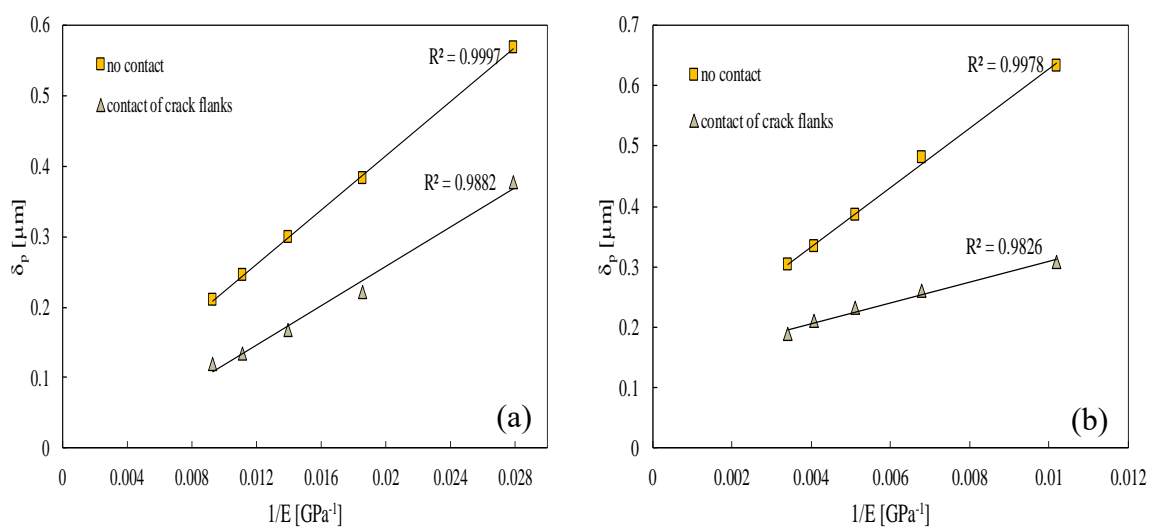 0.6
0.5
0.4
0.3
0.2
0.1
0
δp [μm]
no contact
contact of crack flanks
R² = 0.9997
R² = 0.9882
(a)
0 0.004 0.008 0.012 0.016 0.02 0.024 0.028
1/E [GPa⁻¹]
0.7
0.6
0.5
0.4
0.3
0.2
0.1
0
δp [μm]
no contact
contact of crack flanks
R² = 0.9978
R² = 0.9826
(b)
0 0.002 0.004 0.006 0.008 0.01 0.012
1/E [GPa⁻¹]